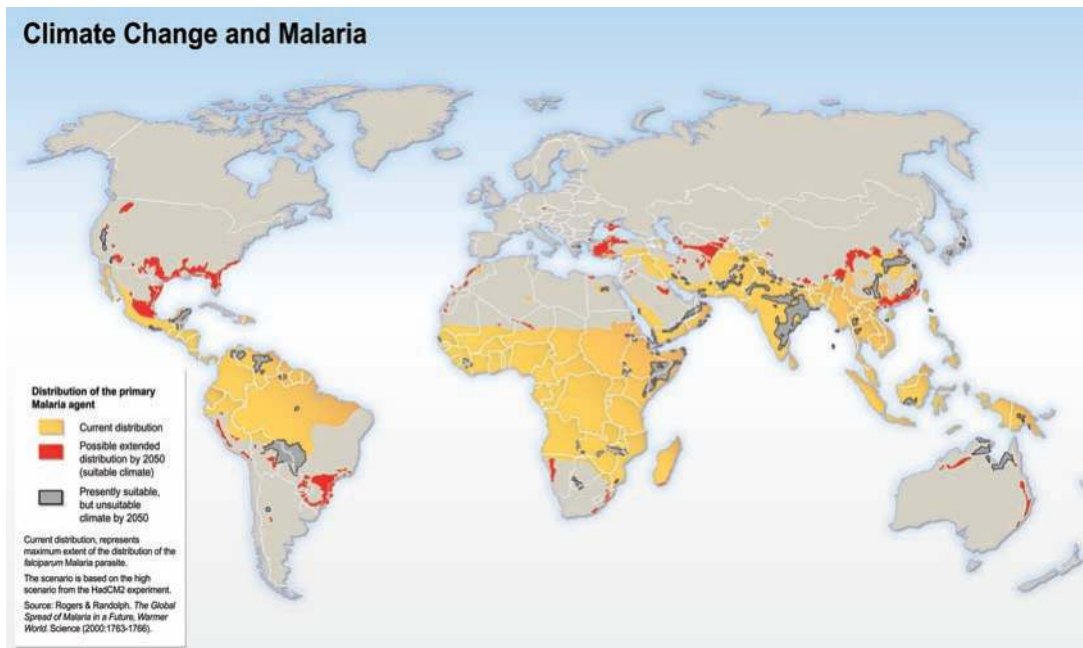 Climate Change and Malaria
Distribution of the primary
Malaria agent
Current distribution
Possible extended
distribution by 2050
(suitable climate)
Presently suitable,
but unsuitable
climate by 2050
Current distribution, represents
maximum extent of the distribution of the
falciparum Malaria parasite.
The scenario is based on the high
scenario from the HadCM2 experiment.
Source: Rogers & Randolph. The Global
Spread of Malaria in a Future, Warmer
World. Science (2000:1763-1766).